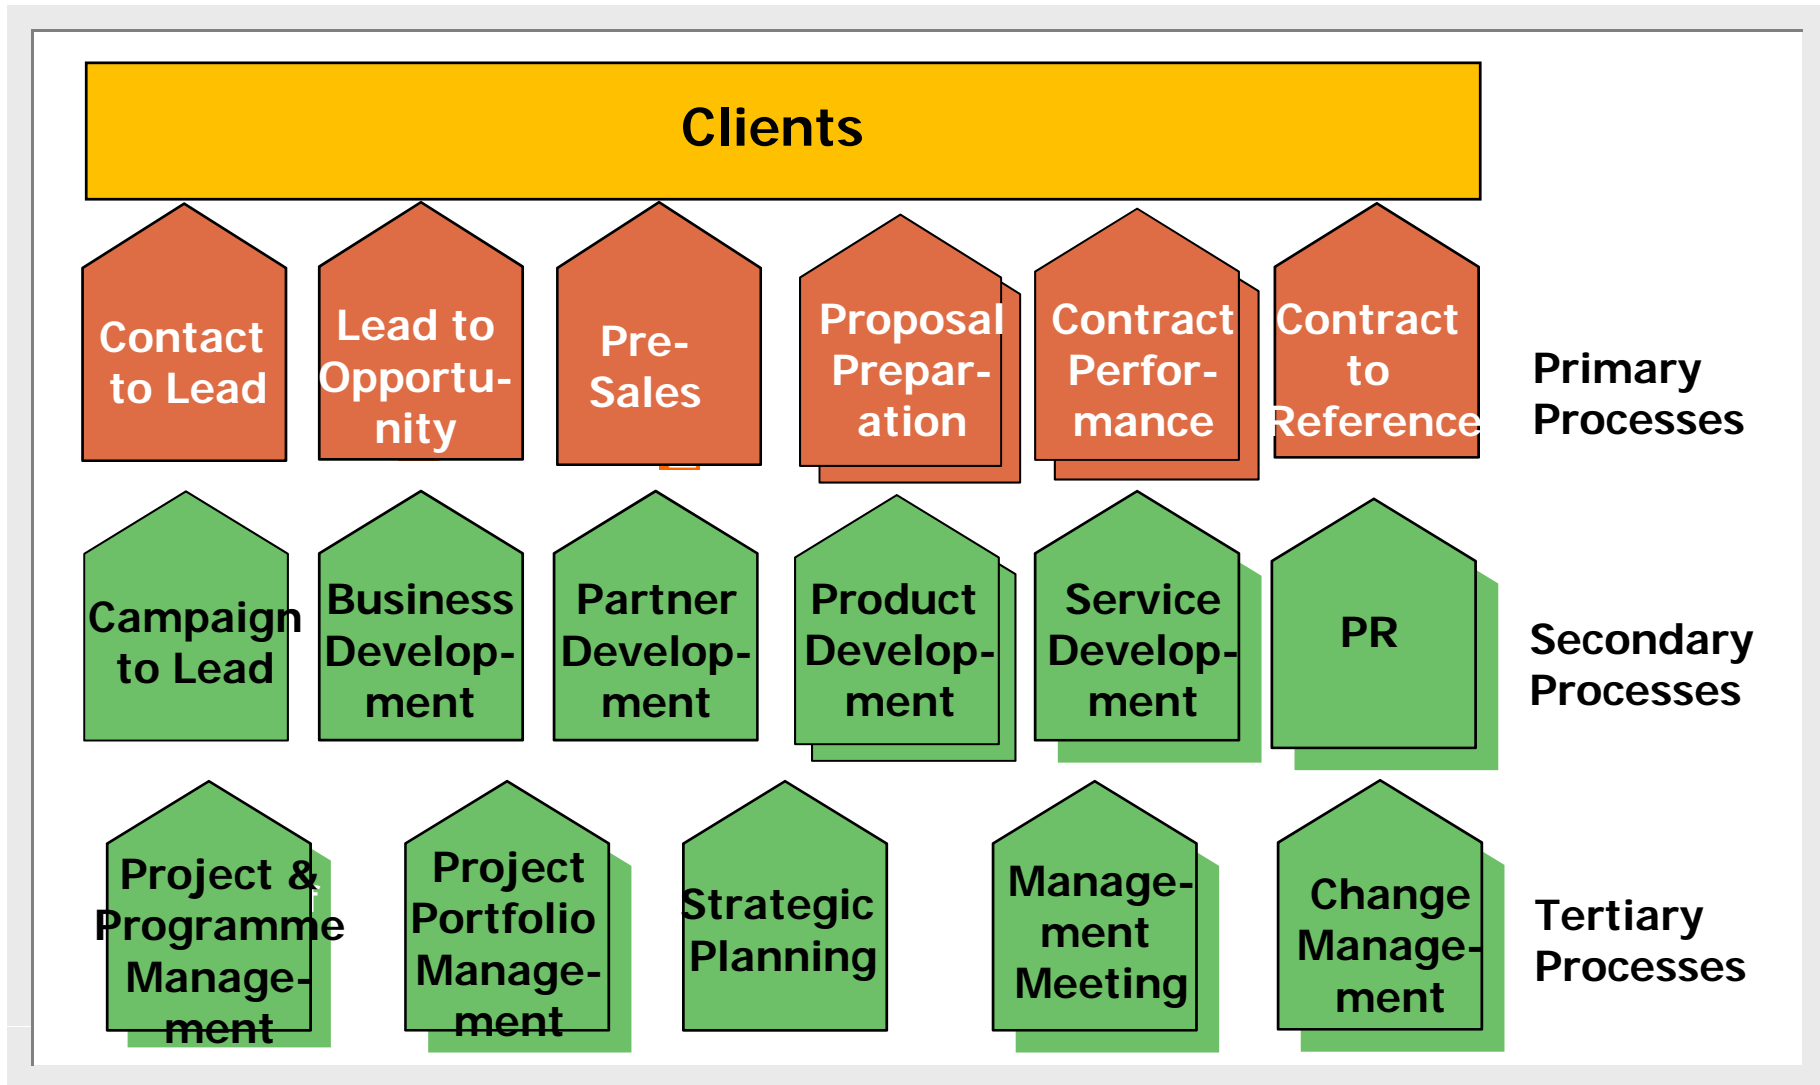 Clients
Contact
to Lead
Lead to
Opportu-
nity
Pre-
Sales
Proposal
Prepar-
ation
Contract
Perfor-
mance
Contract
to
Reference
Primary
Processes
Campaign
to Lead
Business
Develop-
ment
Partner
Develop-
ment
Product
Develop-
ment
Service
Develop-
ment
PR
Secondary
Processes
Project &
Programme
Manage-
ment
Project
Portfolio
Manage-
ment
Strategic
Planning
Manage-
ment
Meeting
Change
Manage-
ment
Tertiary
Processes